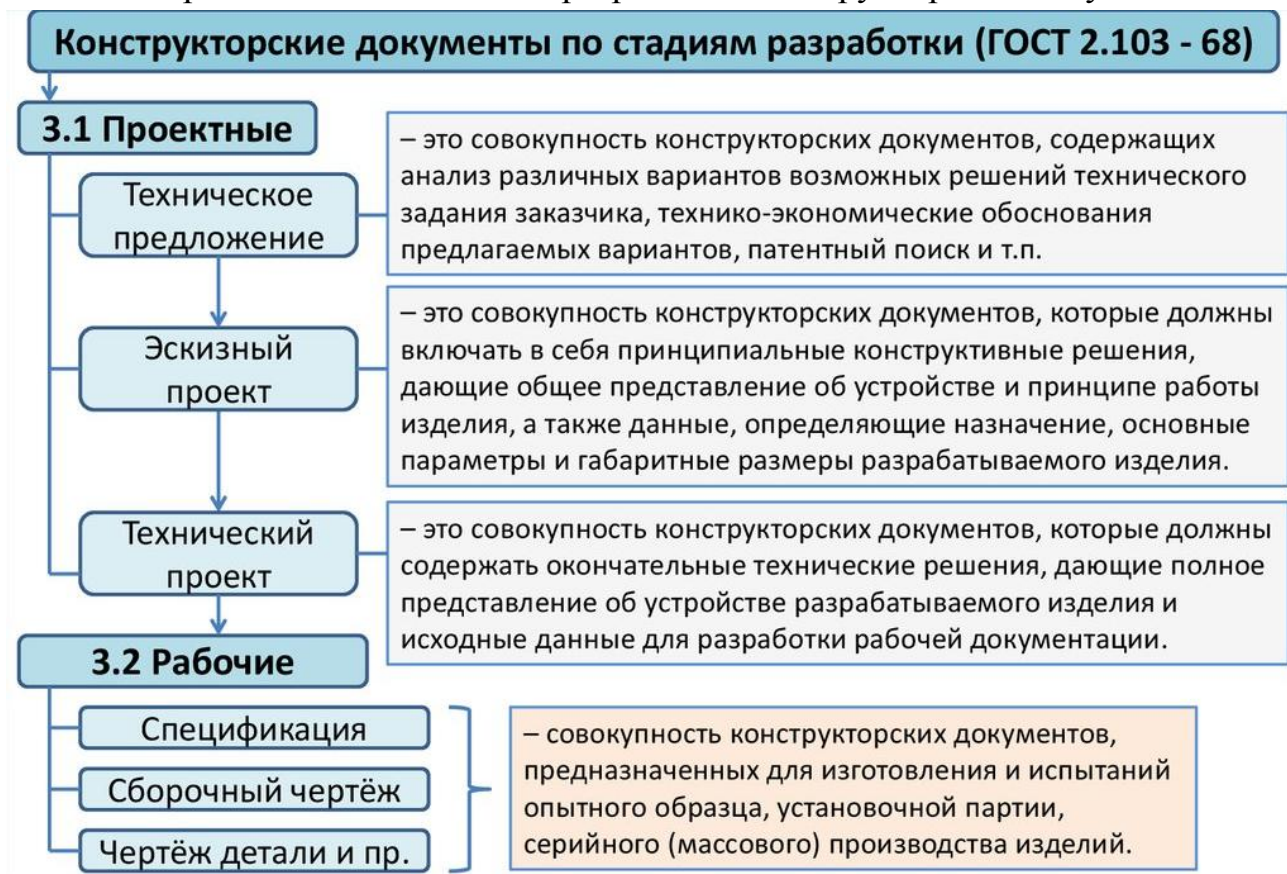 Конструкторские документы по стадиям разработки (ГОСТ 2.103 - 68)
3.1 Проектные
Техническое
предложение
– это совокупность конструкторских документов, содержащих
анализ различных вариантов возможных решений технического
задания заказчика, технико-экономические обоснования
предлагаемых вариантов, патентный поиск и т.п.
Эскизный
проект
– это совокупность конструкторских документов, которые должны
включать в себя принципиальные конструктивные решения,
дающие общее представление об устройстве и принципе работы
изделия, а также данные, определяющие назначение, основные
параметры и габаритные размеры разрабатываемого изделия.
Технический
проект
– это совокупность конструкторских документов, которые должны
содержать окончательные технические решения, дающие полное
представление об устройстве разрабатываемого изделия и
исходные данные для разработки рабочей документации.
3.2 Рабочие
Спецификация
Сборочный чертёж
Чертёж детали и пр.
– совокупность конструкторских документов,
предназначенных для изготовления и испытаний
опытного образца, установочной партии,
серийного (массового) производства изделий.